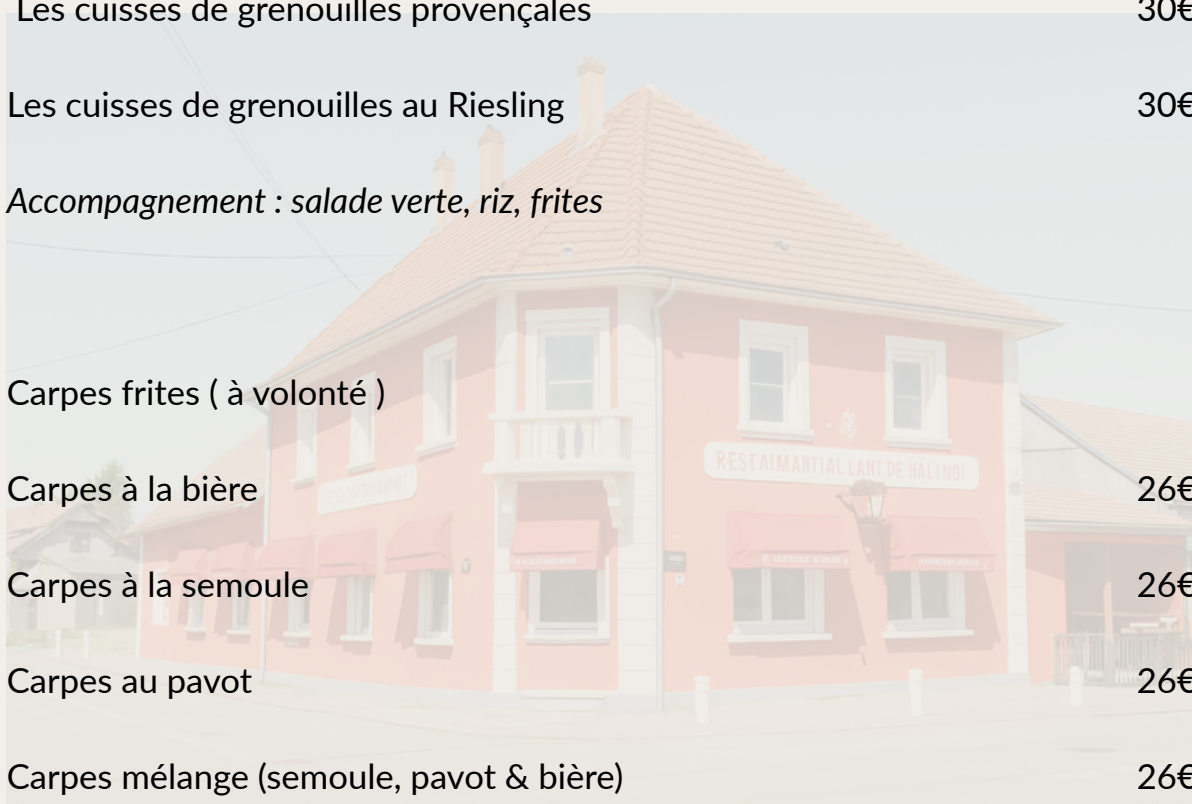 Les cuisses de grenouilles provençales 30€
Les cuisses de grenouilles au Riesling 30€
Accompagnement : salade verte, riz, frites
Carpes frites ( à volonté )
Carpes à la bière 26€
Carpes à la semoule 26€
Carpes au pavot 26€
Carpes mélange (semoule, pavot & bière) 26€